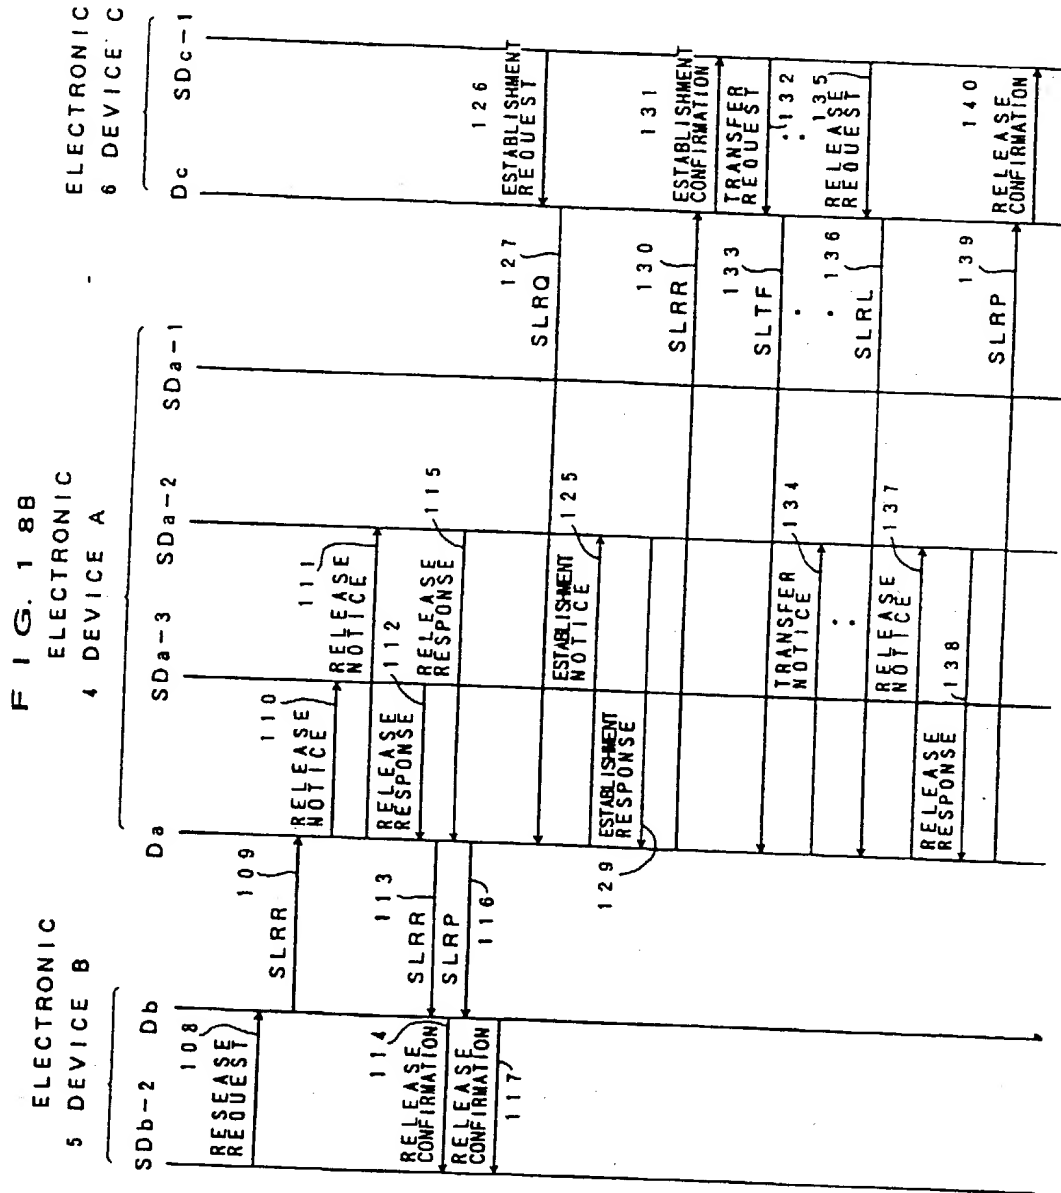 FIG. 18B
ELECTRONIC
5 DEVICE B
ELECTRONIC
4 DEVICE A
ELECTRONIC
6 DEVICE C
SDb-2
Db
Da
SDa-3
SDa-2
SDa-1
Dc
SDc-1
108
RESEASE
REQUEST
109
SLRR
110
RELEASE
NOTICE
111
RELEASE
NOTICE
112
RELEASE
RESPONSE
113
SLRR
114
RELEASE
CONFIRMATION
115
RELEASE
RESPONSE
SLRP
116
RELEASE
CONFIRMATION
117
126
ESTABLISHMENT
REQUEST
127
SLRQ
125
ESTABLISHMENT
NOTICE
ESTABLISHMENT
RESPONSE
129
130
SLRR
131
ESTABLISHMENT
CONFIRMATION
TRANSFER
REQUEST
132
133
SLTF
134
TRANSFER
NOTICE
135
RELEASE
REQUEST
136
SLRL
137
RELEASE
NOTICE
138
RELEASE
RESPONSE
139
SLRP
140
RELEASE
CONFIRMATION